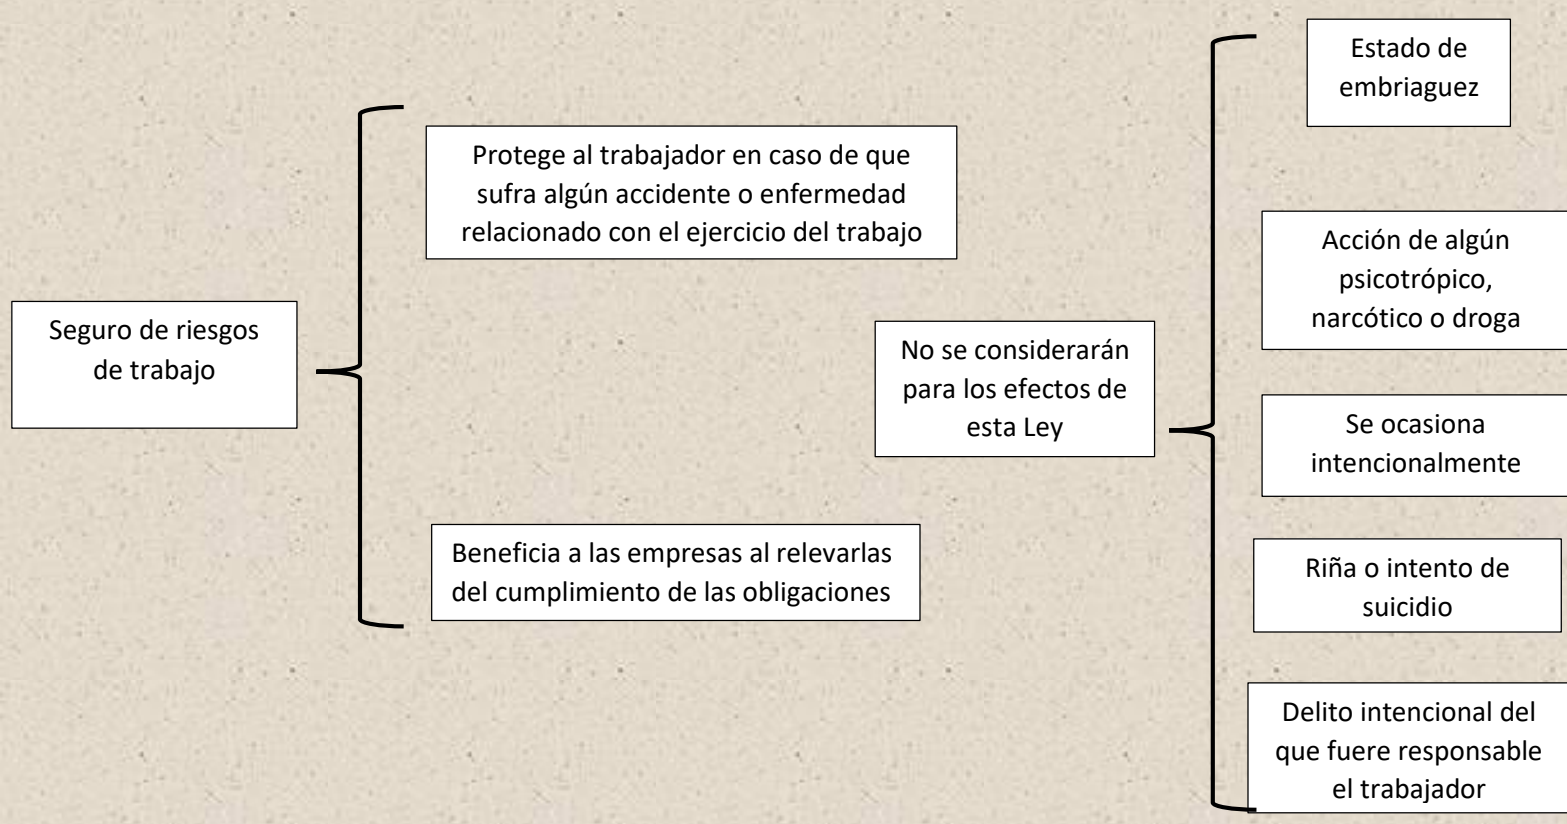 Seguro de riesgos
de trabajo
Protege al trabajador en caso de que
sufra algún accidente o enfermedad
relacionado con el ejercicio del trabajo
Beneficia a las empresas al relevarlas
del cumplimiento de las obligaciones
No se considerarán
para los efectos de
esta Ley
Estado de
embriaguez
Acción de algún
psicotrópico,
narcótico o droga
Se ocasiona
intencionalmente
Riña o intento de
suicidio
Delito intencional del
que fuere responsable
el trabajador